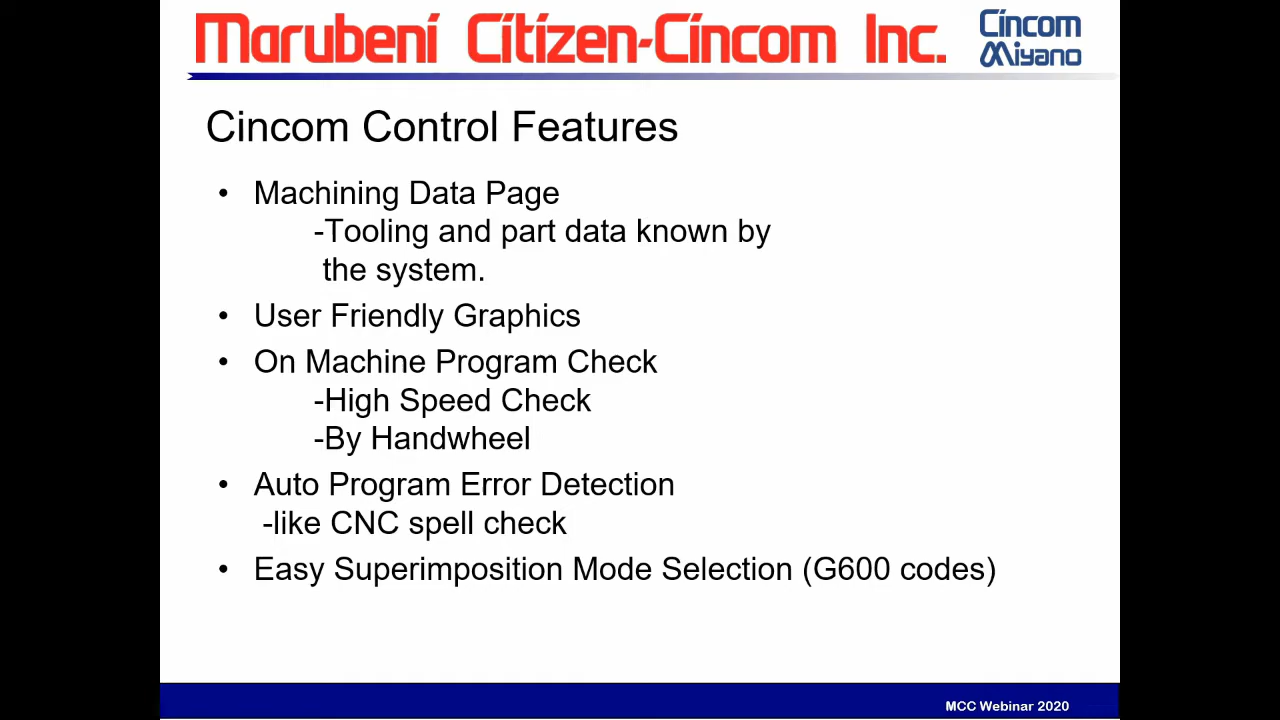 Marubeni Citizen-Cincom Inc.
Cincom
Miyano
Cincom Control Features
• Machining Data Page
-Tooling and part data known by
the system.
• User Friendly Graphics
• On Machine Program Check
-High Speed Check
-By Handwheel
• Auto Program Error Detection
-like CNC spell check
• Easy Superimposition Mode Selection (G600 codes)
MCC Webinar 2020